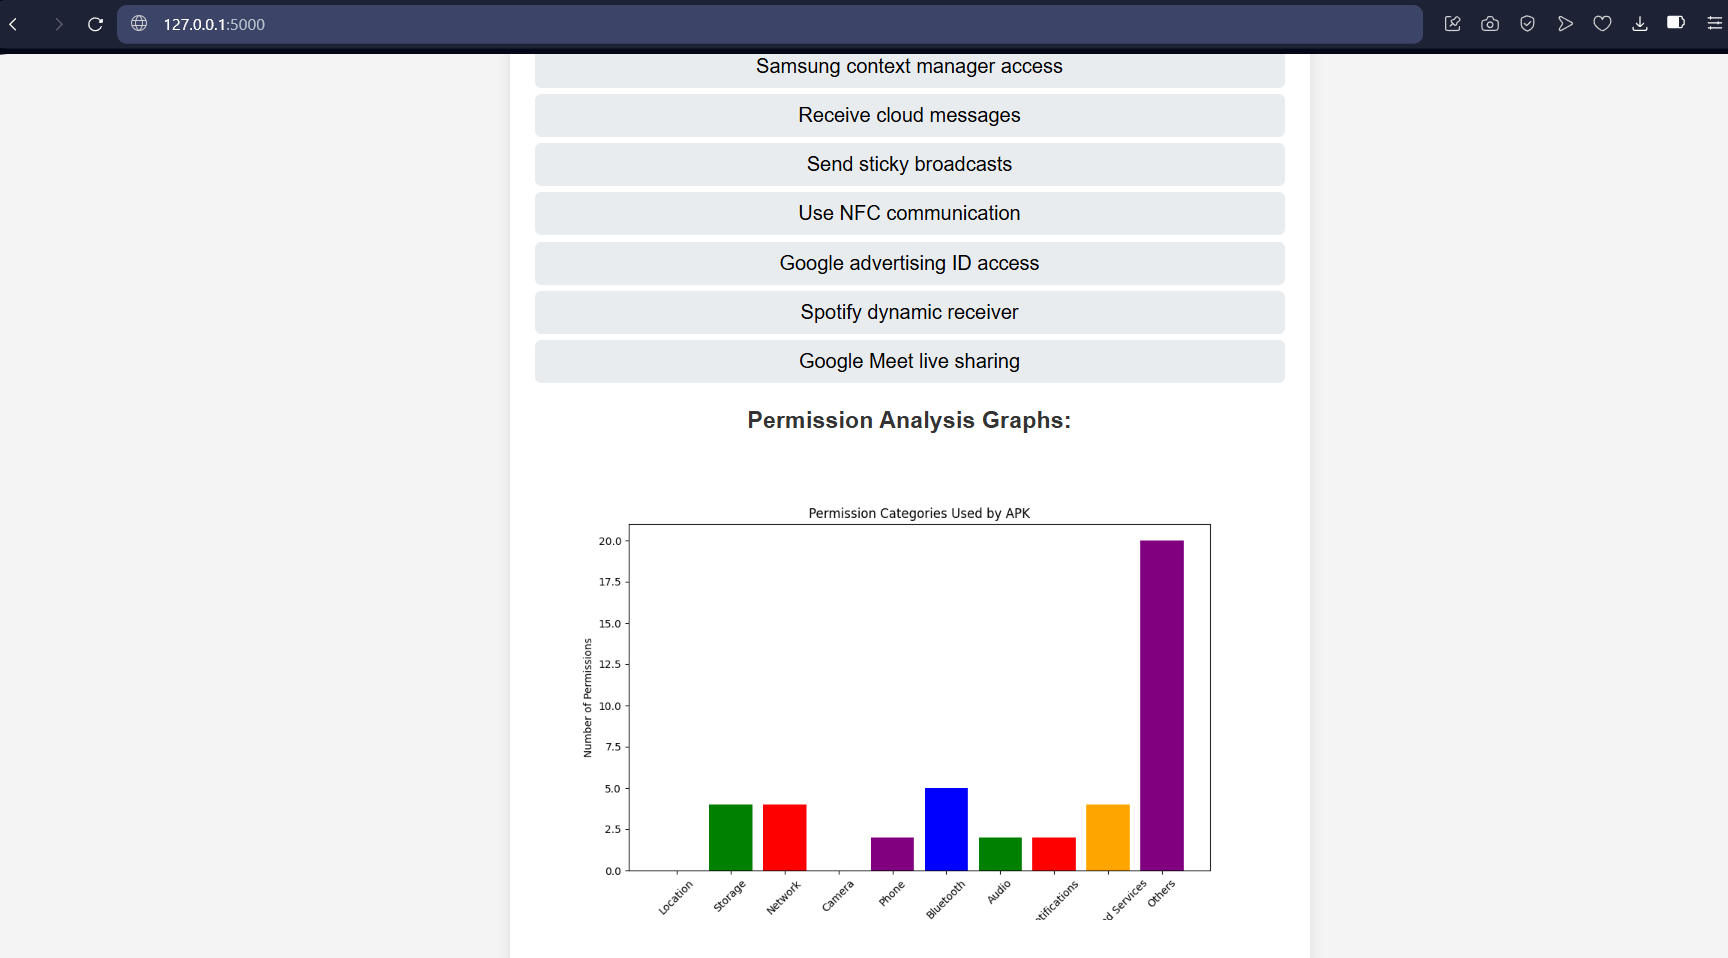 127.0.0.1:5000
Samsung context manager access
Receive cloud messages
Send sticky broadcasts
Use NFC communication
Google advertising ID access
Spotify dynamic receiver
Google Meet live sharing
Permission Analysis Graphs:
Permission Categories Used by APK
Number of Permissions
20.0
17.5
15.0
12.5
10.0
7.5
5.0
2.5
0.0
Location
Storage
Network
Camera
Phone
Bluetooth
Audio
tifications
d Services
Others